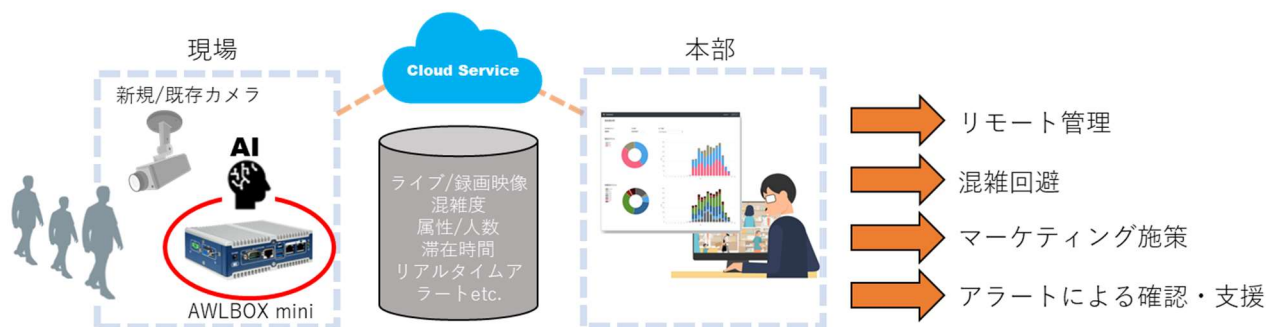 現場
新規/既存カメラ
AI
AWLBOX mini
Cloud Service
ライブ/録画映像
混雑度
属性/人数
滞在時間
リアルタイムア
ラートetc.
本部
リモート管理
混雑回避
マーケティング施策
アラートによる確認・支援